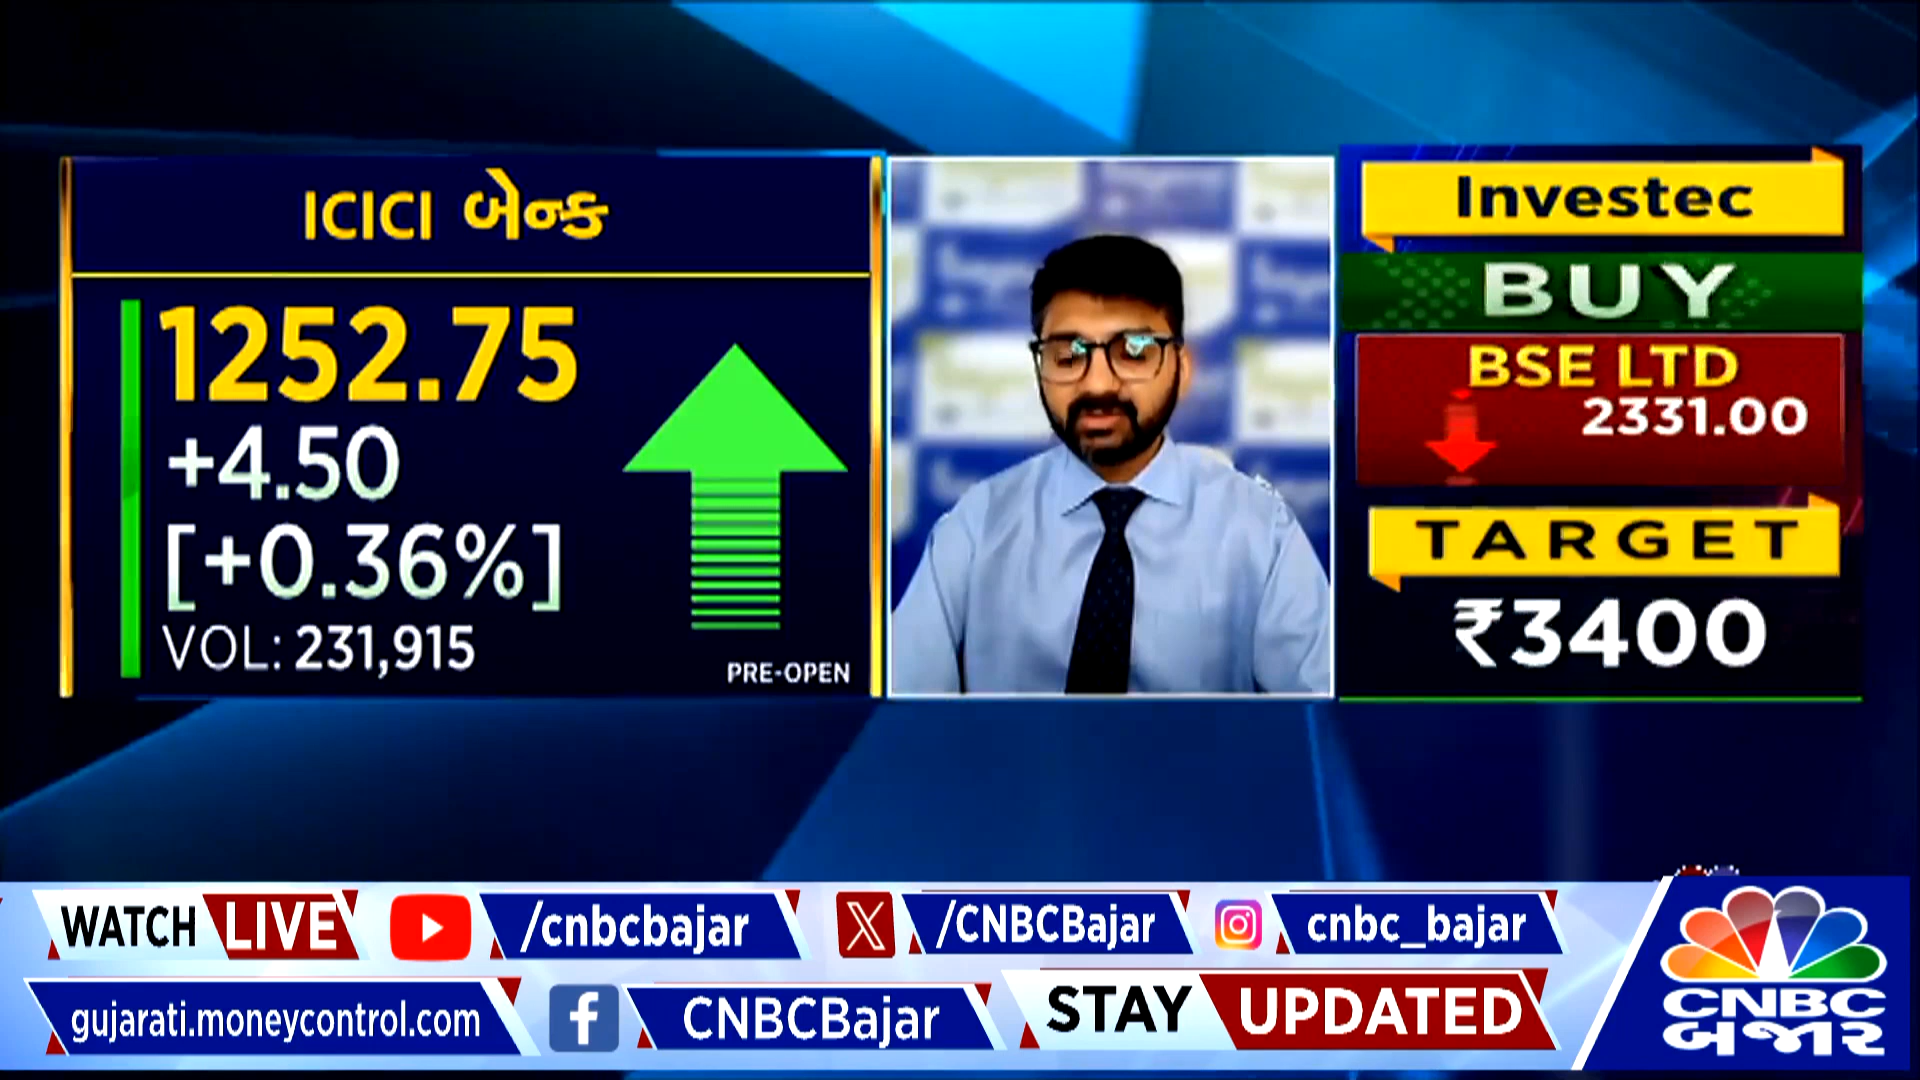 ICICI બેન્ક
1252.75
+4.50
[+0.36%]
VOL: 231,915
PRE-OPEN
Investec
BUY
BSE LTD
2331.00
TARGET
₹3400
WATCH LIVE
/cnbcbajar
/CNBCBajar
cnbc_bajar
gujarati.moneycontrol.com
CNBCBajar
STAY UPDATED
CNBC
બજાર